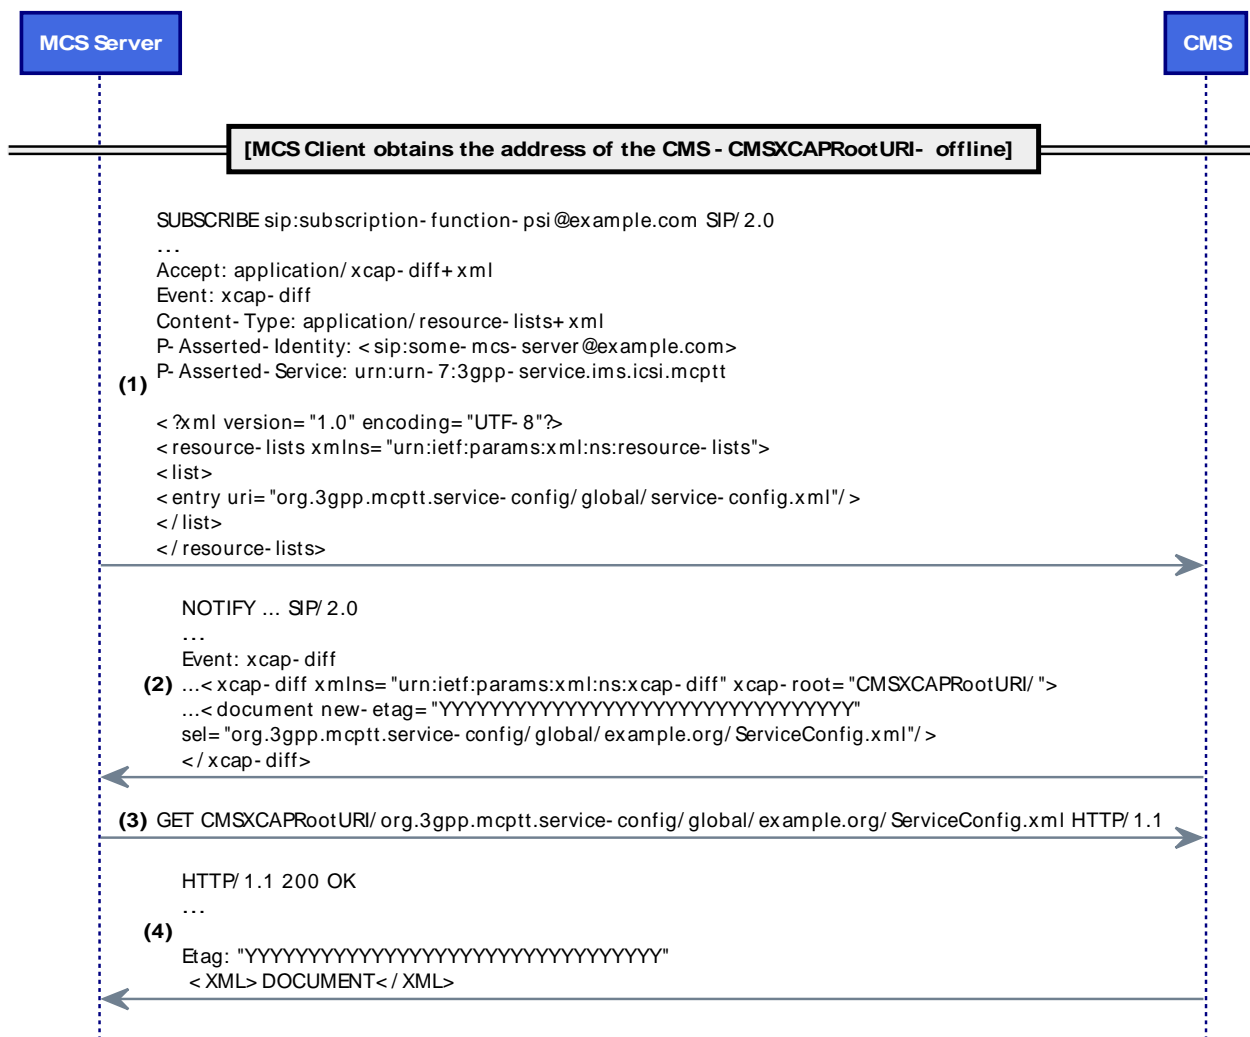 MCS Server
CMS
[MCS Client obtains the address of the CMS - CMSXCAPRootURI- offline]
SUBSCRIBE sip:subscription-function-psi@example.com SIP/2.0
...
Accept: application/xcap-diff+xml
Event: xcap-diff
Content-Type: application/resource-lists+xml
P-Asserted-Identity: <sip:some-mcs-server@example.com>
P-Asserted-Service: urn:urn-7:3gpp-service.ims.icsi.mcptt
(1)
<?xml version="1.0" encoding="UTF-8"?>
<resource-lists xmlns="urn:ietf:params:xml:ns:resource-lists">
<list>
<entry uri="org.3gpp.mcptt.service-config/global/service-config.xml"/>
</list>
</resource-lists>
NOTIFY ... SIP/2.0
...
Event: xcap-diff
(2) ...<xcap-diff xmlns="urn:ietf:params:xml:ns:xcap-diff" xcap-root="CMSXCAPRootURI/">
...<document new-etag="YYYYYYYYYYYYYYYYYYYYYYYYYYYYYYYYY"
sel="org.3gpp.mcptt.service-config/global/example.org/ServiceConfig.xml"/>
</xcap-diff>
(3) GET CMSXCAPRootURI/org.3gpp.mcptt.service-config/global/example.org/ServiceConfig.xml HTTP/1.1
HTTP/1.1 200 OK
...
(4)
Etag: "YYYYYYYYYYYYYYYYYYYYYYYYYYYYYYYYY"
<XML>DOCUMENT</XML>